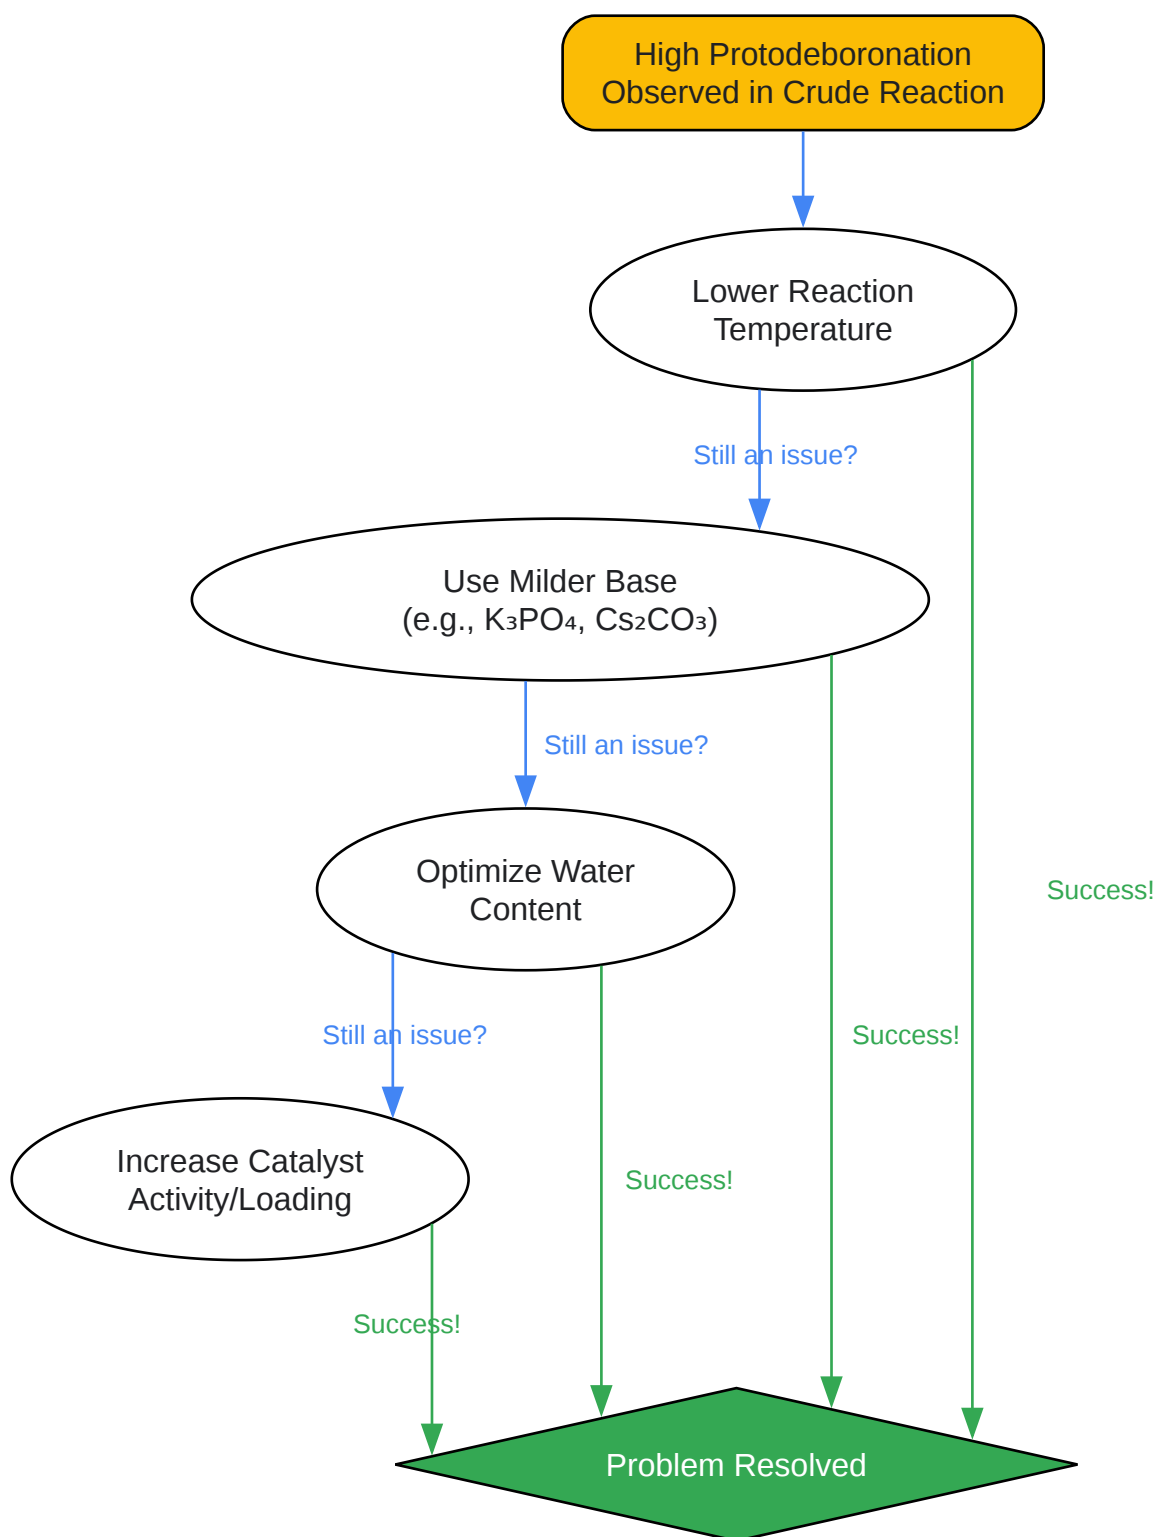 High Protodeboronation
Observed in Crude Reaction
Lower Reaction
Temperature
Still an issue?
Use Milder Base
(e.g., K₃PO₄, Cs₂CO₃)
Still an issue?
Optimize Water
Content
Success!
Still an issue?
Success!
Increase Catalyst
Activity/Loading
Success!
Success!
Problem Resolved